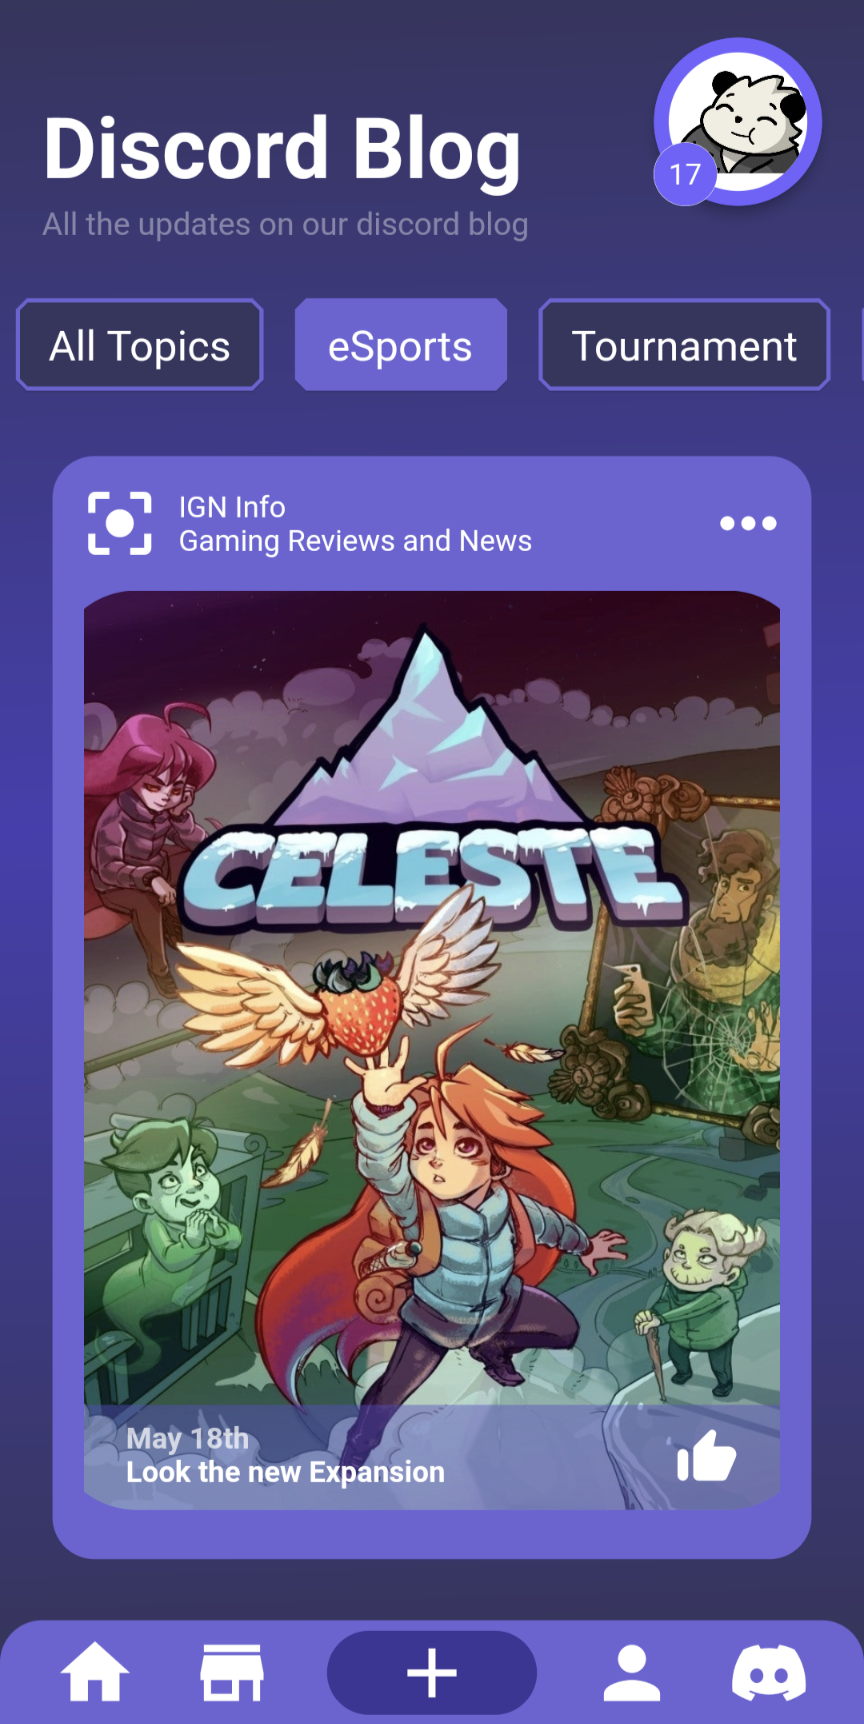 Discord Blog
All the updates on our discord blog
17
All Topics
eSports
Tournament
IGN Info
Gaming Reviews and News
CELESTE
May 18th
Look the new Expansion